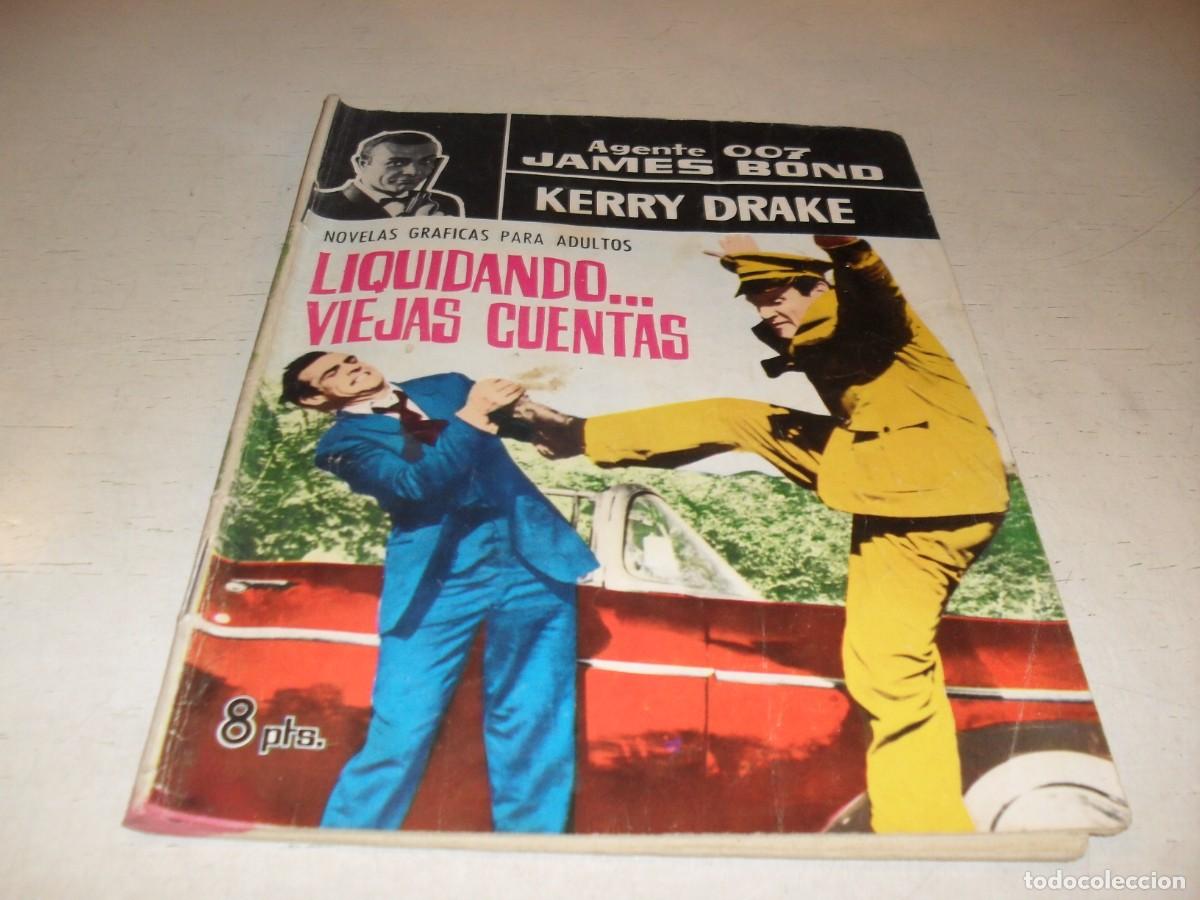 Agente 007
JAMES BOND
KERRY DRAKE
NOVELAS GRAFICAS PARA ADULTOS
LIQUIDANDO...
VIEJAS CUENTAS
8 pts.
todocoleccion